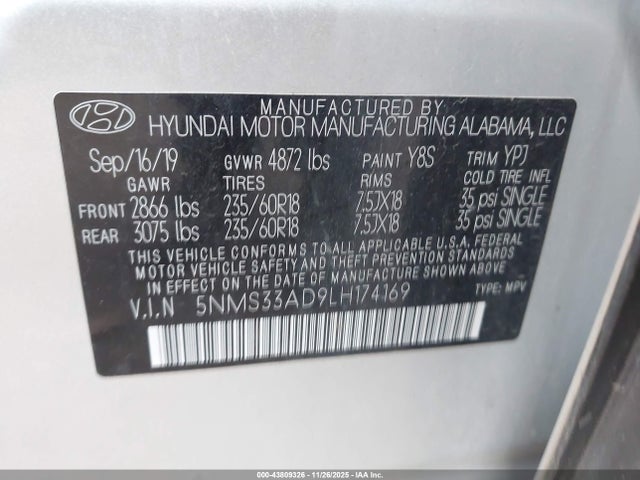 MANUFACTURED BY
HYUNDAI MOTOR MANUFACTURING ALABAMA, LLC
Sep/16/19 GVWR 4872 lbs PAINT Y8S TRIM YPJ
GAWR TIRES RIMS COLD TIRE INFL
FRONT 2866 lbs 235/60R18 7.5JX18 35 psi SINGLE
REAR 3075 lbs 235/60R18 7.5JX18 35 psi SINGLE
THIS VEHICLE CONFORMS TO ALL APPLICABLE U.S.A. FEDERAL
MOTOR VEHICLE SAFETY BUMPER, AND THEFT PREVENTION STANDARDS
IN EFFECT ON THE DATE OF MANUFACTURE SHOWN ABOVE.
V.I.N 5NMS33AD9LH174169 TYPE: MPV
000-43809326 - 11/26/2025 - IAA Inc.